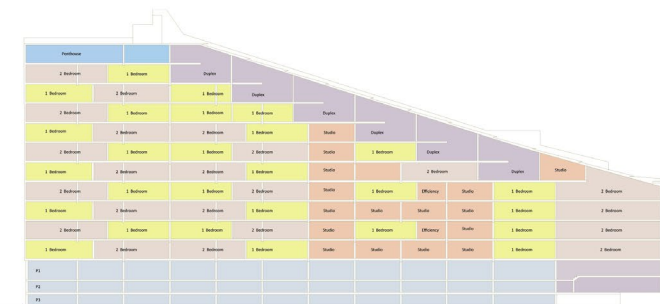 Penthouse
2 Bedroom 1 Bedroom Duplex
1 Bedroom 2 Bedroom 1 Bedroom Duplex
2 Bedroom 1 Bedroom 1 Bedroom 1 Bedroom Duplex
1 Bedroom 2 Bedroom 2 Bedroom 1 Bedroom Studio Duplex
2 Bedroom 1 Bedroom 1 Bedroom 2 Bedroom Studio 1 Bedroom Duplex
1 Bedroom 2 Bedroom 2 Bedroom 1 Bedroom Studio 2 Bedroom Duplex Studio
2 Bedroom 1 Bedroom 1 Bedroom 2 Bedroom Studio 1 Bedroom Efficiency Studio 1 Bedroom 2 Bedroom
1 Bedroom 2 Bedroom 2 Bedroom 1 Bedroom Studio Studio Studio Studio 1 Bedroom 2 Bedroom
2 Bedroom 1 Bedroom 1 Bedroom 2 Bedroom Studio 1 Bedroom Efficiency Studio 1 Bedroom 2 Bedroom
1 Bedroom 2 Bedroom 2 Bedroom 1 Bedroom Studio Studio Studio Studio 1 Bedroom 2 Bedroom
P1
P2
P3